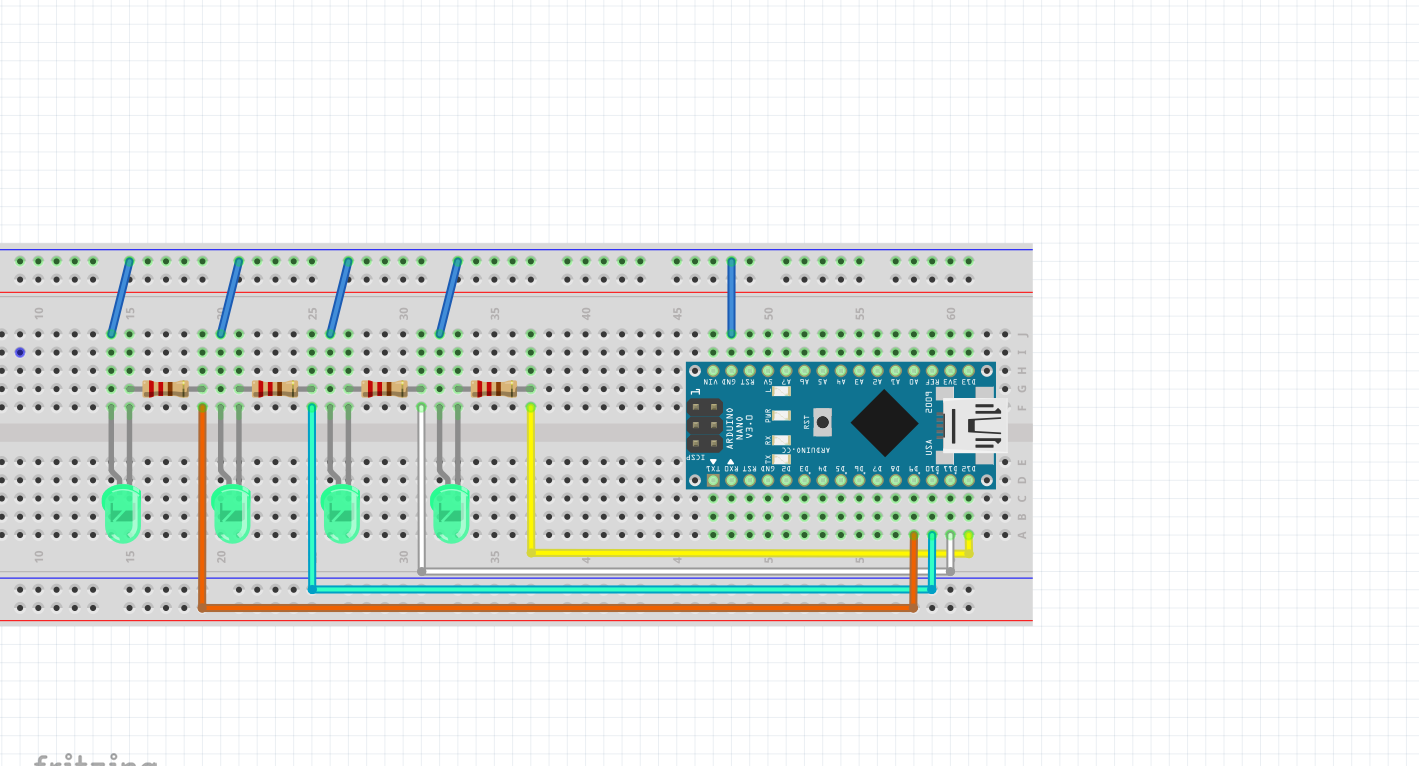 10 15 20 25 30 35 40 45 50 55 60
J
I
H
G
F
VIN GND RST 5V A7 A6 A5 A4 A3 A2 A1 A0 REF 3V3 D13
1
L
PWR
RX
TX
RST
ARDUINO
NANO
V3.0
ARDUINO.CC
2009
USA
ICSP
TX1 RX0 RST GND D2 D3 D4 D5 D6 D7 D8 D9 D10 D11 D12
E
D
C
B
A
10 15 20 30 35 4 5 55
fritzing